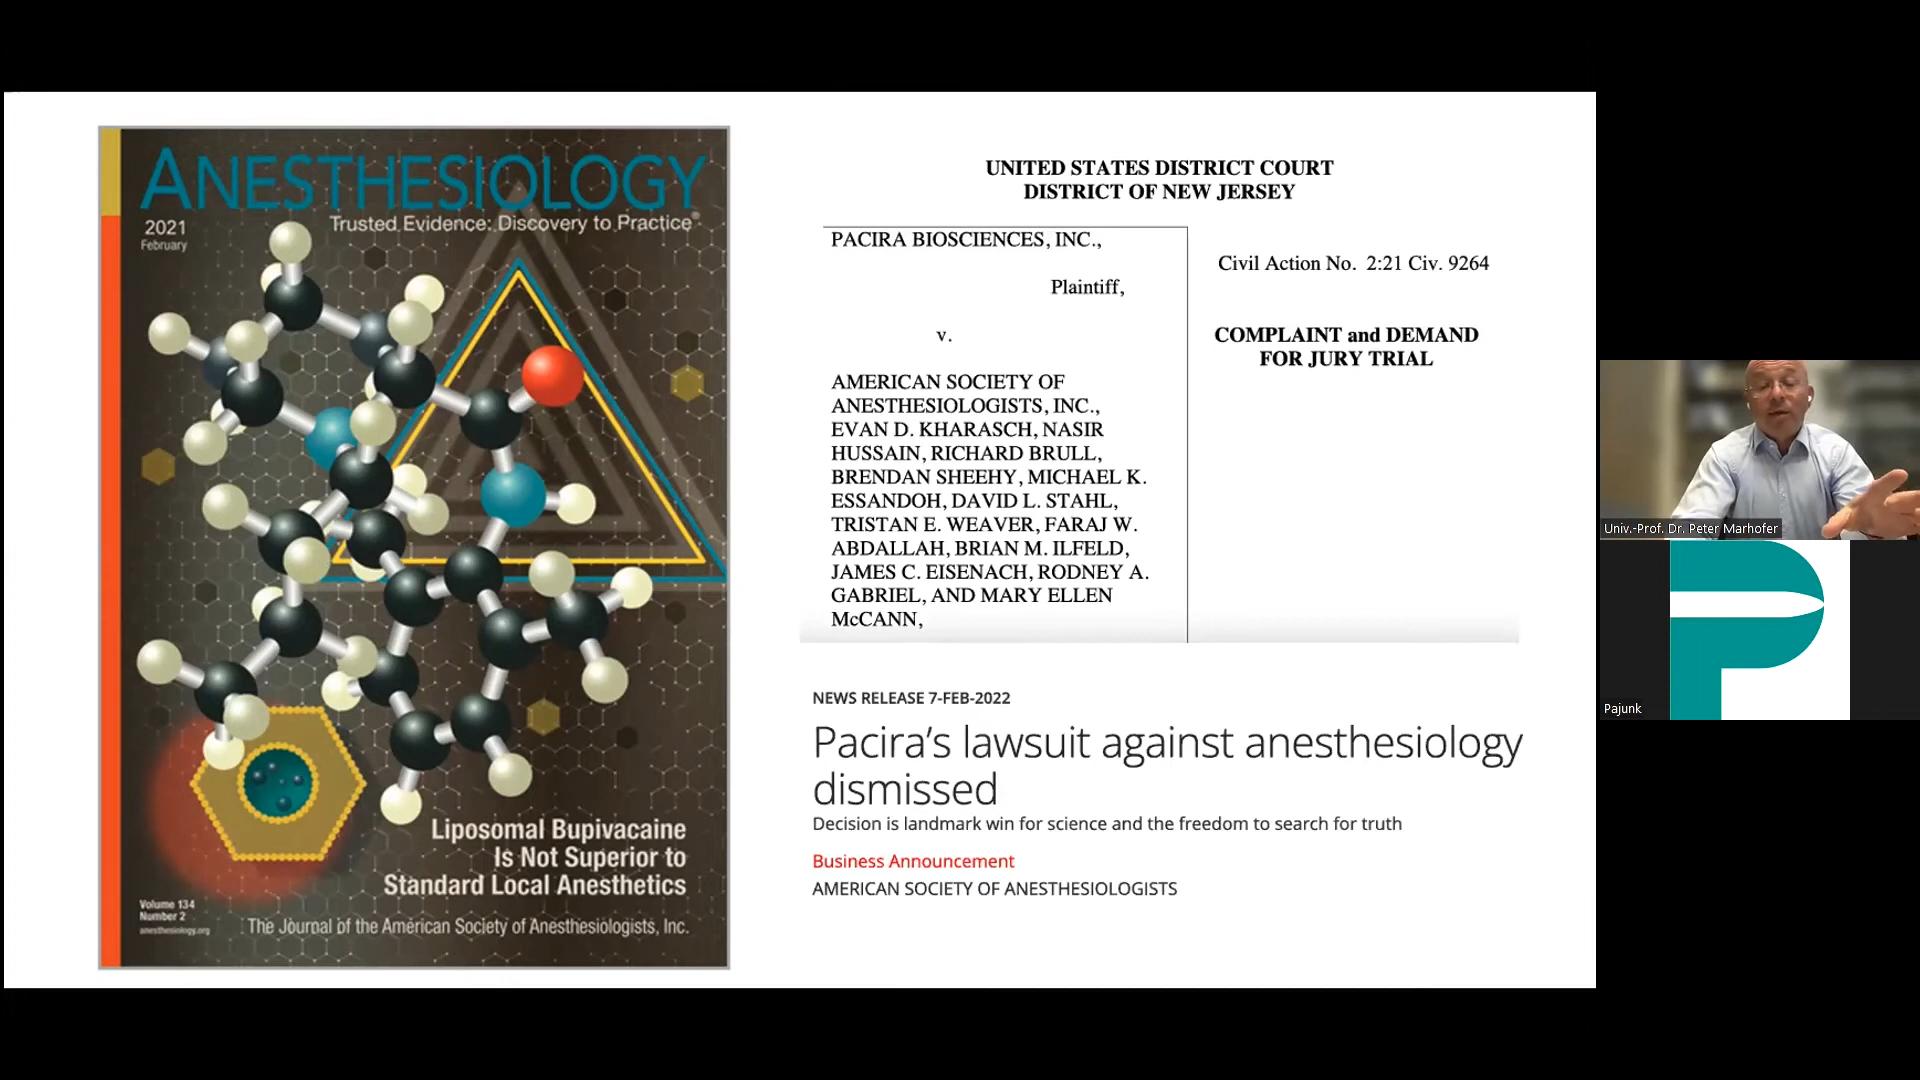 ANESTHESIOLOGY
Trusted Evidence: Discovery to Practice®
2021
February
Liposomal Bupivacaine
Is Not Superior to
Standard Local Anesthetics
Volume 134
Number 2
anesthesiology.org
The Journal of the American Society of Anesthesiologists, Inc.
UNITED STATES DISTRICT COURT
DISTRICT OF NEW JERSEY
PACIRA BIOSCIENCES, INC.,
Plaintiff,
v.
AMERICAN SOCIETY OF
ANESTHESIOLOGISTS, INC.,
EVAN D. KHARASCH, NASIR
HUSSAIN, RICHARD BRULL,
BRENDAN SHEEHY, MICHAEL K.
ESSANDOH, DAVID L. STAHL,
TRISTAN E. WEAVER, FARAJ W.
ABDALLAH, BRIAN M. ILFELD,
JAMES C. EISENACH, RODNEY A.
GABRIEL, AND MARY ELLEN
McCANN,
Civil Action No. 2:21 Civ. 9264
COMPLAINT and DEMAND
FOR JURY TRIAL
NEWS RELEASE 7-FEB-2022
Pacira’s lawsuit against anesthesiology
dismissed
Decision is landmark win for science and the freedom to search for truth
Business Announcement
AMERICAN SOCIETY OF ANESTHESIOLOGISTS
Univ.-Prof. Dr. Peter Marhofer
Pajunk